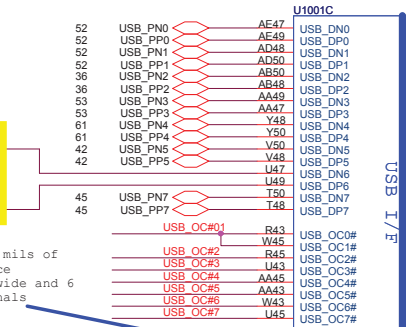 U1001C
52 USB_PN0 AE47 USB_DN0
52 USB_PP0 AE49 USB_DP0
52 USB_PN1 AD48 USB_DN1
52 USB_PP1 AD50 USB_DP1
36 USB_PN2 AB50 USB_DN2
36 USB_PP2 AB48 USB_DP2
53 USB_PN3 AA49 USB_DN3
53 USB_PP3 AA47 USB_DP3
61 USB_PN4 Y48 USB_DN4
61 USB_PP4 Y50 USB_DP4
42 USB_PN5 V50 USB_DN5
42 USB_PP5 V48 USB_DP5
U47 USB_DN6
U49 USB_DP6
45 USB_PN7 T50 USB_DN7
45 USB_PP7 T48 USB_DP7
USB_OC#01 R43 USB_OC0#
W45 USB_OC1#
USB_OC#2 R45 USB_OC2#
USB_OC#3 U43 USB_OC3#
USB_OC#4 AA45 USB_OC4#
USB_OC#5 AA43 USB_OC5#
USB_OC#6 W43 USB_OC6#
USB_OC#7 U45 USB_OC7#
USB I/F
mils of
ce
wide and 6
nals